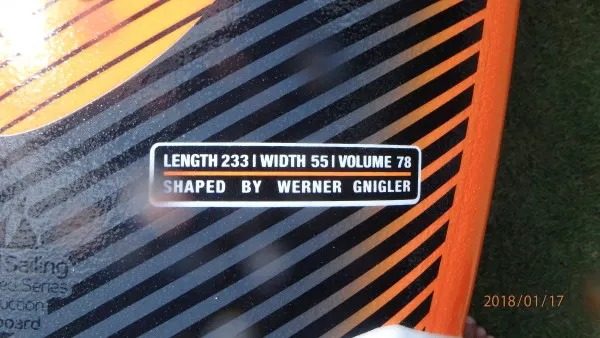 LENGTH 233 | WIDTH 55 | VOLUME 78
SHAPED BY WERNER GNIGLER
Sailing
Series
board
2018/01/17